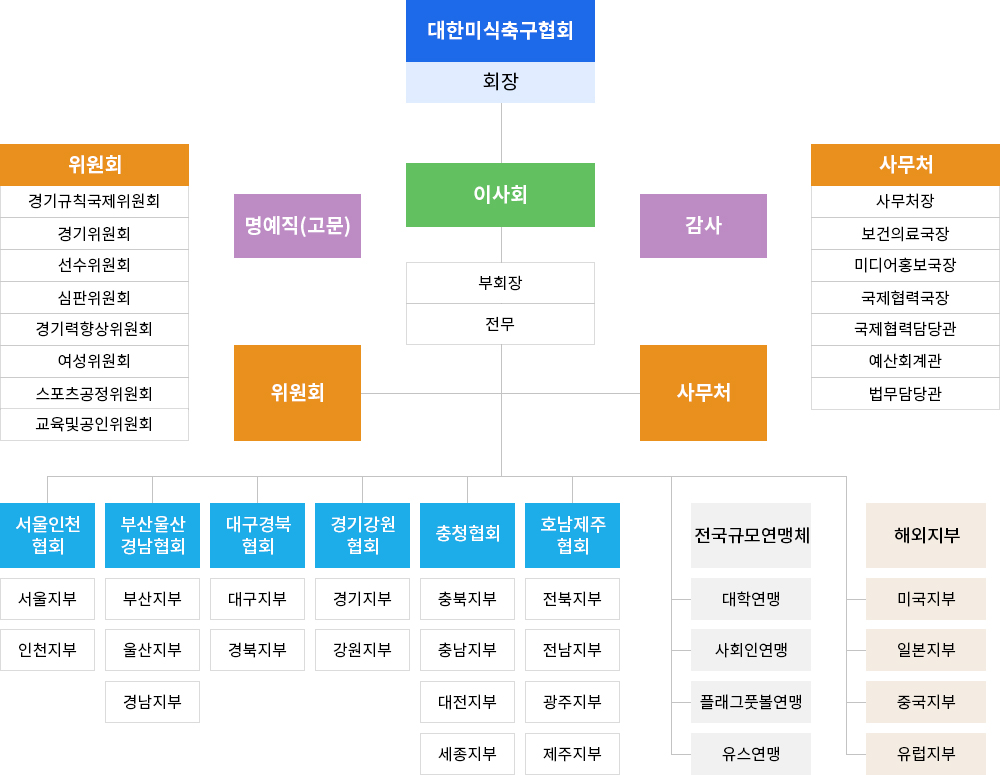 대한미식축구협회
회장
위원회
경기규칙국제위원회
경기위원회
선수위원회
심판위원회
경기력향상위원회
여성위원회
스포츠공정위원회
교육및공인위원회
명예직(고문)
이사회
감사
부회장
전무
위원회
사무처
사무처
사무처장
보건의료국장
미디어홍보국장
국제협력국장
국제협력담당관
예산회계관
법무담당관
서울인천
협회
서울지부
인천지부
부산울산
경남협회
부산지부
울산지부
경남지부
대구경북
협회
대구지부
경북지부
경기강원
협회
경기지부
강원지부
충청협회
충북지부
충남지부
대전지부
세종지부
호남제주
협회
전북지부
전남지부
광주지부
제주지부
전국규모연맹체
대학연맹
사회인연맹
플래그풋볼연맹
유스연맹
해외지부
미국지부
일본지부
중국지부
유럽지부